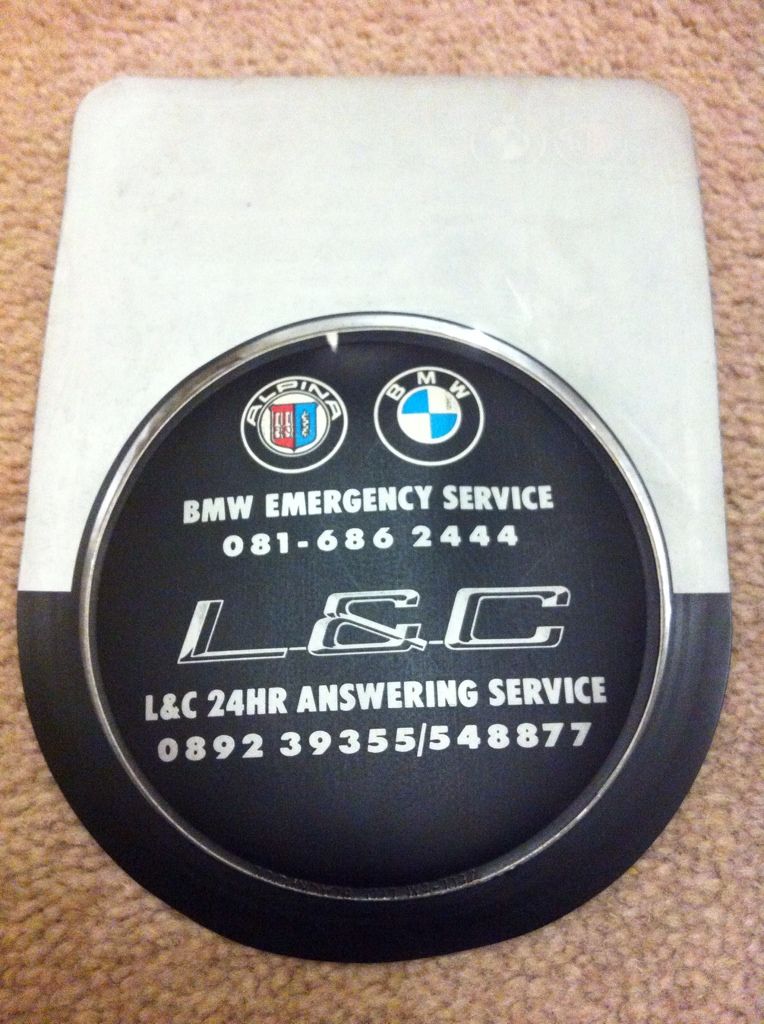 ALPINA
BMW
BMW EMERGENCY SERVICE
081-686 2444
L&C
L&C 24HR ANSWERING SERVICE
0892 39355/548877